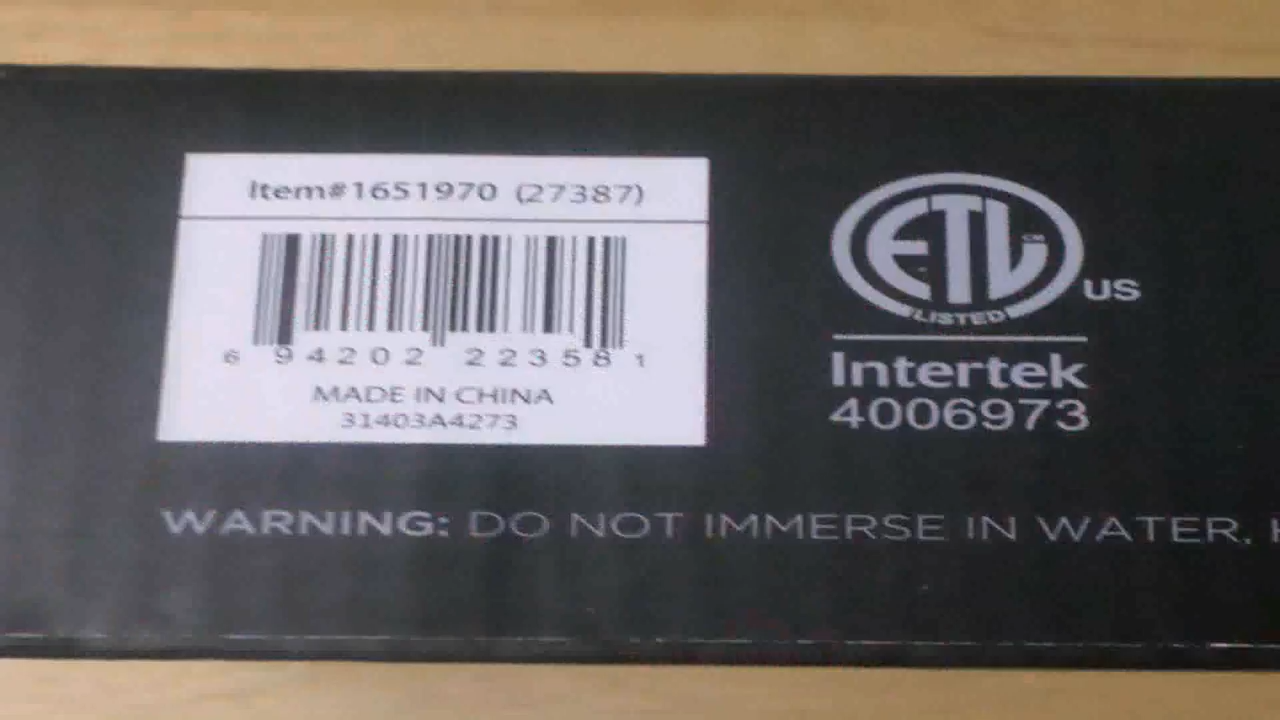 Item#1651970 (27387)
6 94202 22358 1
MADE IN CHINA
31403A4273
ETL
CM
LISTED
US
Intertek
4006973
WARNING: DO NOT IMMERSE IN WATER.